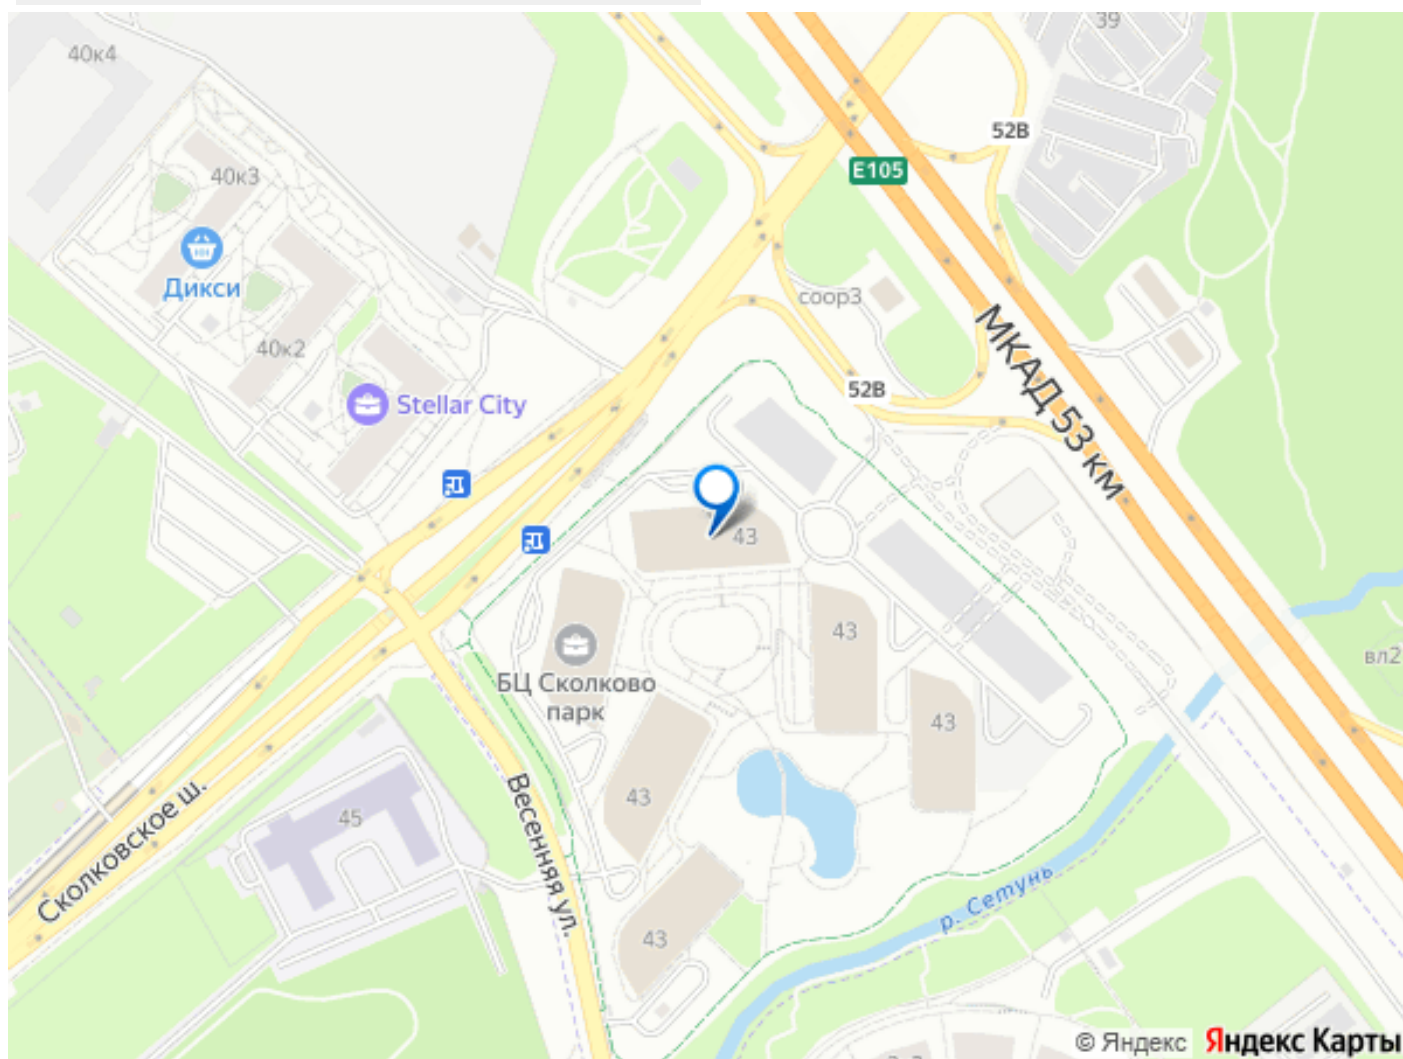 39
40к4
52В
E105
40к3
Дикси
соор3
40к2
МКАД 53 км
52В
Stellar City
43
43
вл2
БЦ Сколково
парк
43
Весенняя ул.
43
Сколковское ш.
45
р. Сетунь
43
© Яндекс
Яндекс Карты